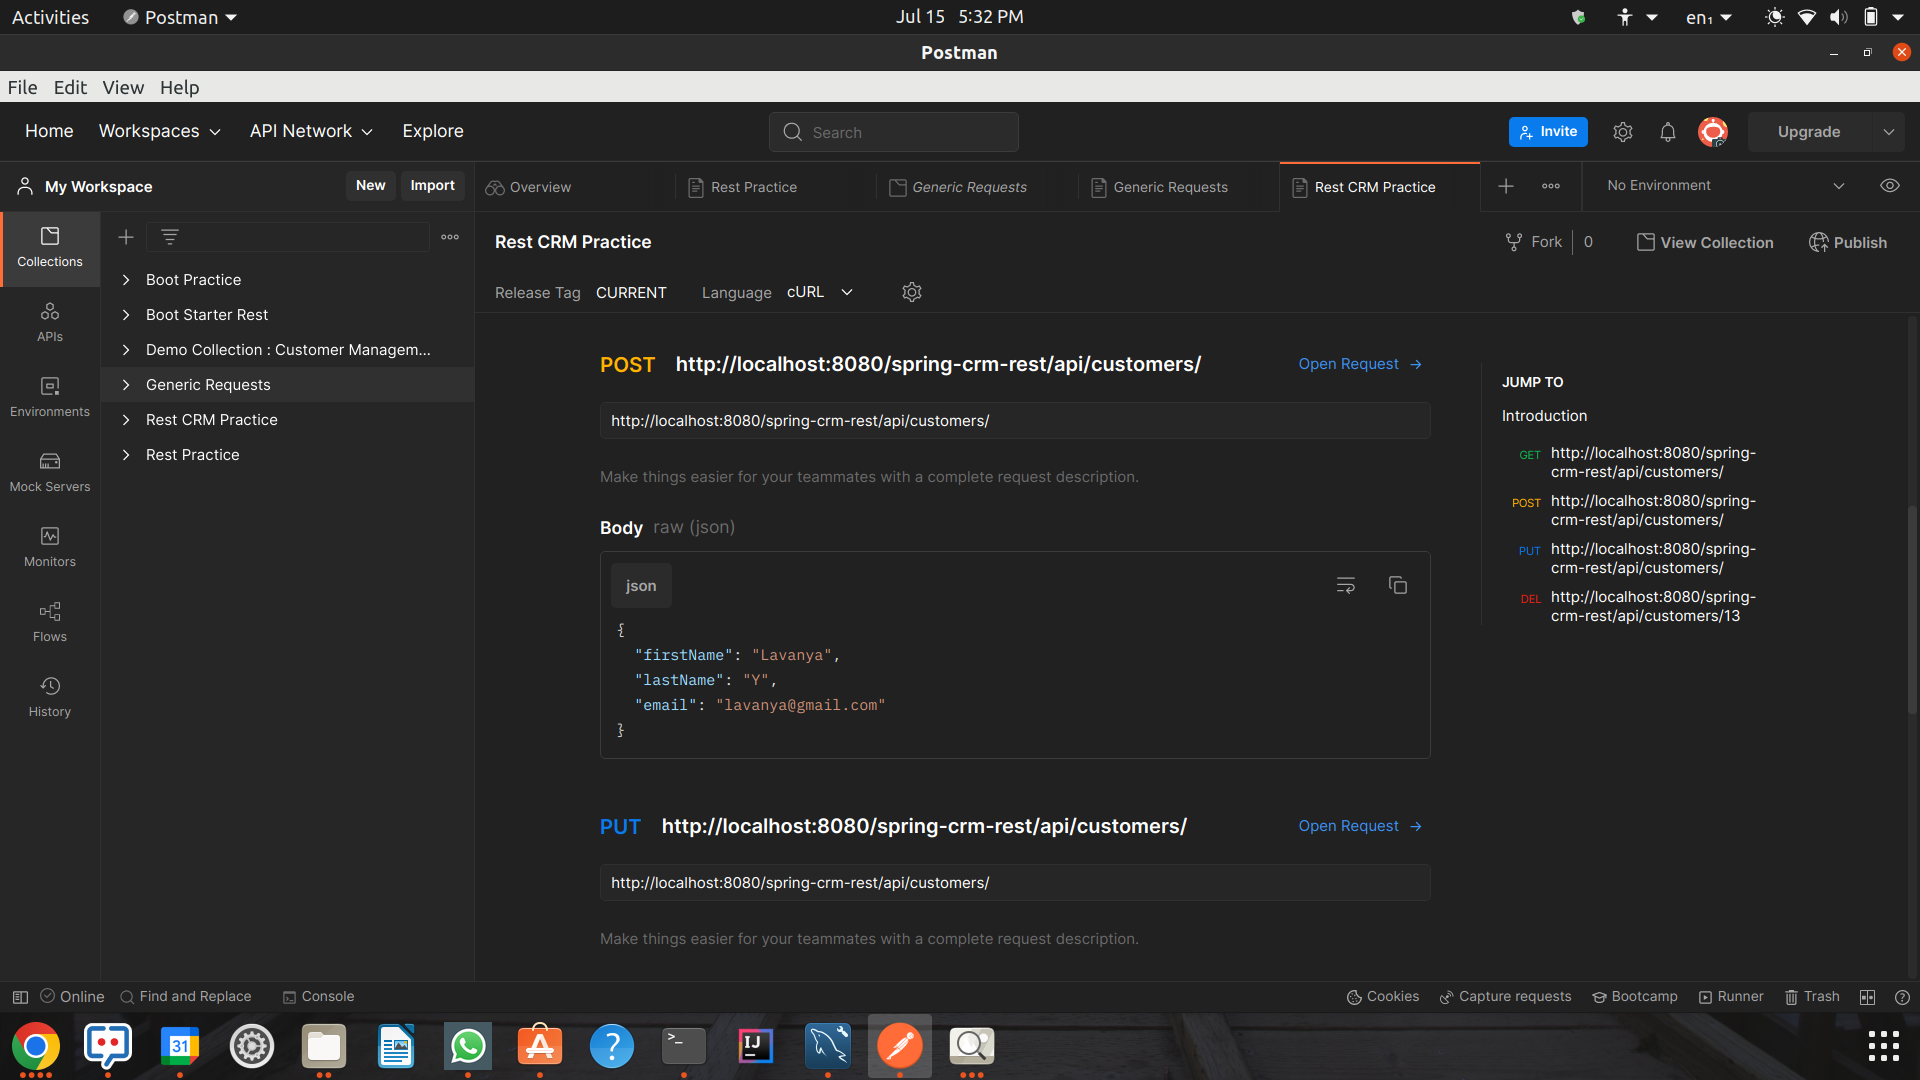 Activities
Postman
Jul 15 5:32 PM
en₁
Postman
File Edit View Help
Home Workspaces API Network Explore
Search
Invite
Upgrade
My Workspace
New
Import
Overview
Rest Practice
Generic Requests
Generic Requests
Rest CRM Practice
No Environment
Collections
APIs
Environments
Mock Servers
Monitors
Flows
History
Boot Practice
Boot Starter Rest
Demo Collection : Customer Managem...
Generic Requests
Rest CRM Practice
Rest Practice
Rest CRM Practice
Fork 0
View Collection
Publish
Release Tag CURRENT Language cURL
POST http://localhost:8080/spring-crm-rest/api/customers/
Open Request →
http://localhost:8080/spring-crm-rest/api/customers/
Make things easier for your teammates with a complete request description.
Body raw (json)
json
{
"firstName": "Lavanya",
"lastName": "Y",
"email": "lavanya@gmail.com"
}
PUT http://localhost:8080/spring-crm-rest/api/customers/
Open Request →
http://localhost:8080/spring-crm-rest/api/customers/
Make things easier for your teammates with a complete request description.
JUMP TO
Introduction
GET http://localhost:8080/spring-
crm-rest/api/customers/
POST http://localhost:8080/spring-
crm-rest/api/customers/
PUT http://localhost:8080/spring-
crm-rest/api/customers/
DEL http://localhost:8080/spring-
crm-rest/api/customers/13
Online
Find and Replace
Console
Cookies
Capture requests
Bootcamp
Runner
Trash
31
?
>_
IJ